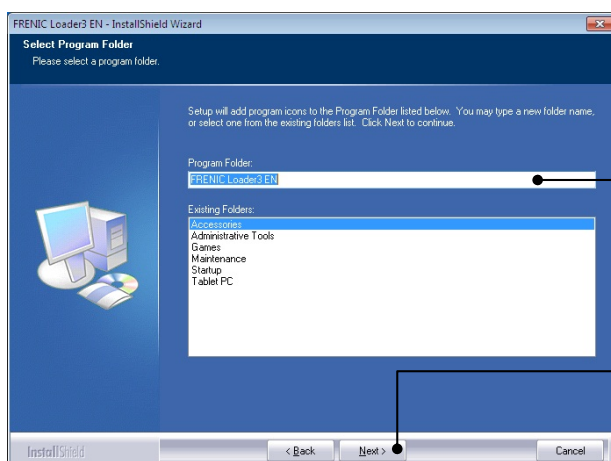 FRENIC Loader3 EN - InstallShield Wizard
Select Program Folder
Please select a program folder.
Setup will add program icons to the Program Folder listed below. You may type a new folder name,
or select one from the existing folders list. Click Next to continue.
Program Folder:
FRENIC Loader3 EN
Existing Folders:
Accessories
Administrative Tools
Games
Maintenance
Startup
Tablet PC
InstallShield
< Back
Next >
Cancel